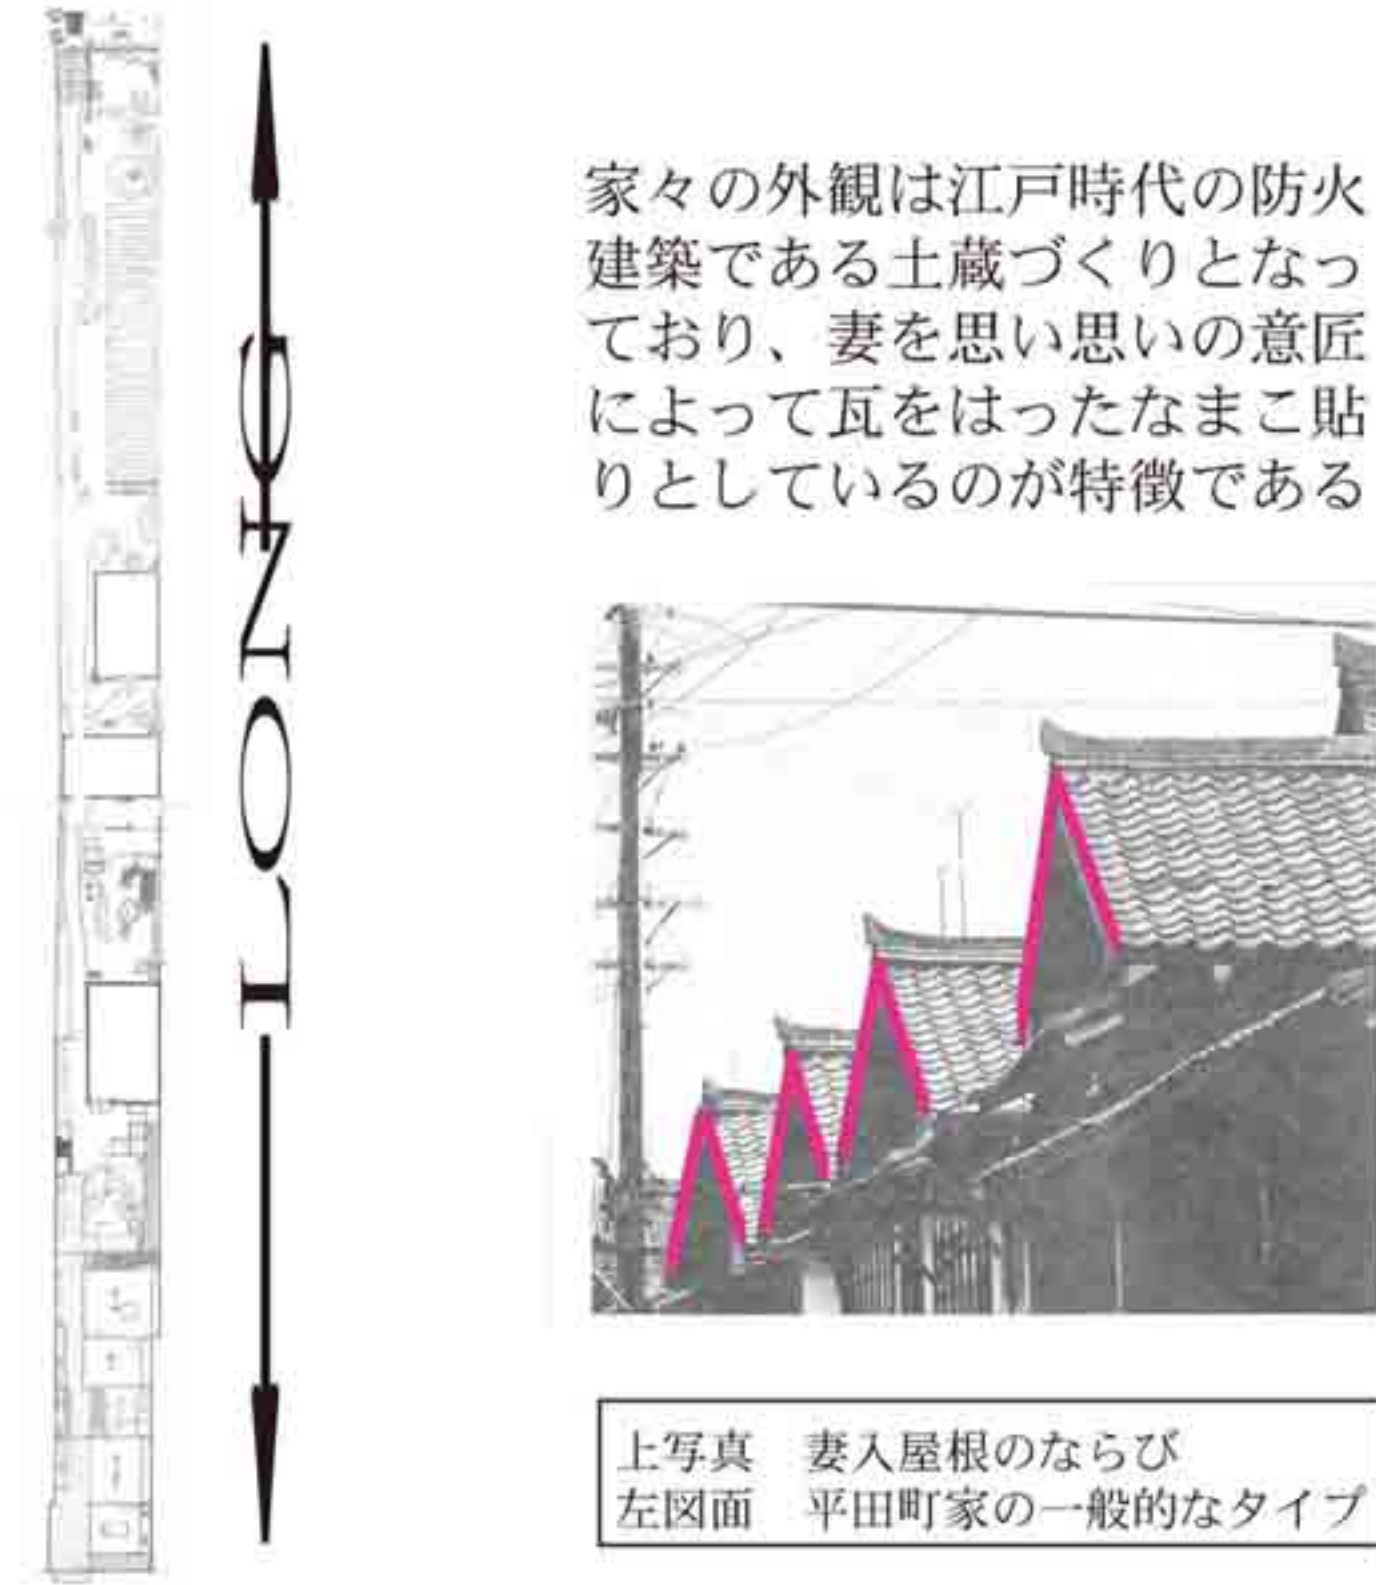 LONG
家々の外観は江戸時代の防火
建築である土蔵づくりとなっ
ており、妻を思い思いの意匠
によって瓦をはったなまこ貼
りとしているのが特徴である
上写真 妻入屋根のならび
左図面 平田町家の一般的なタイプ